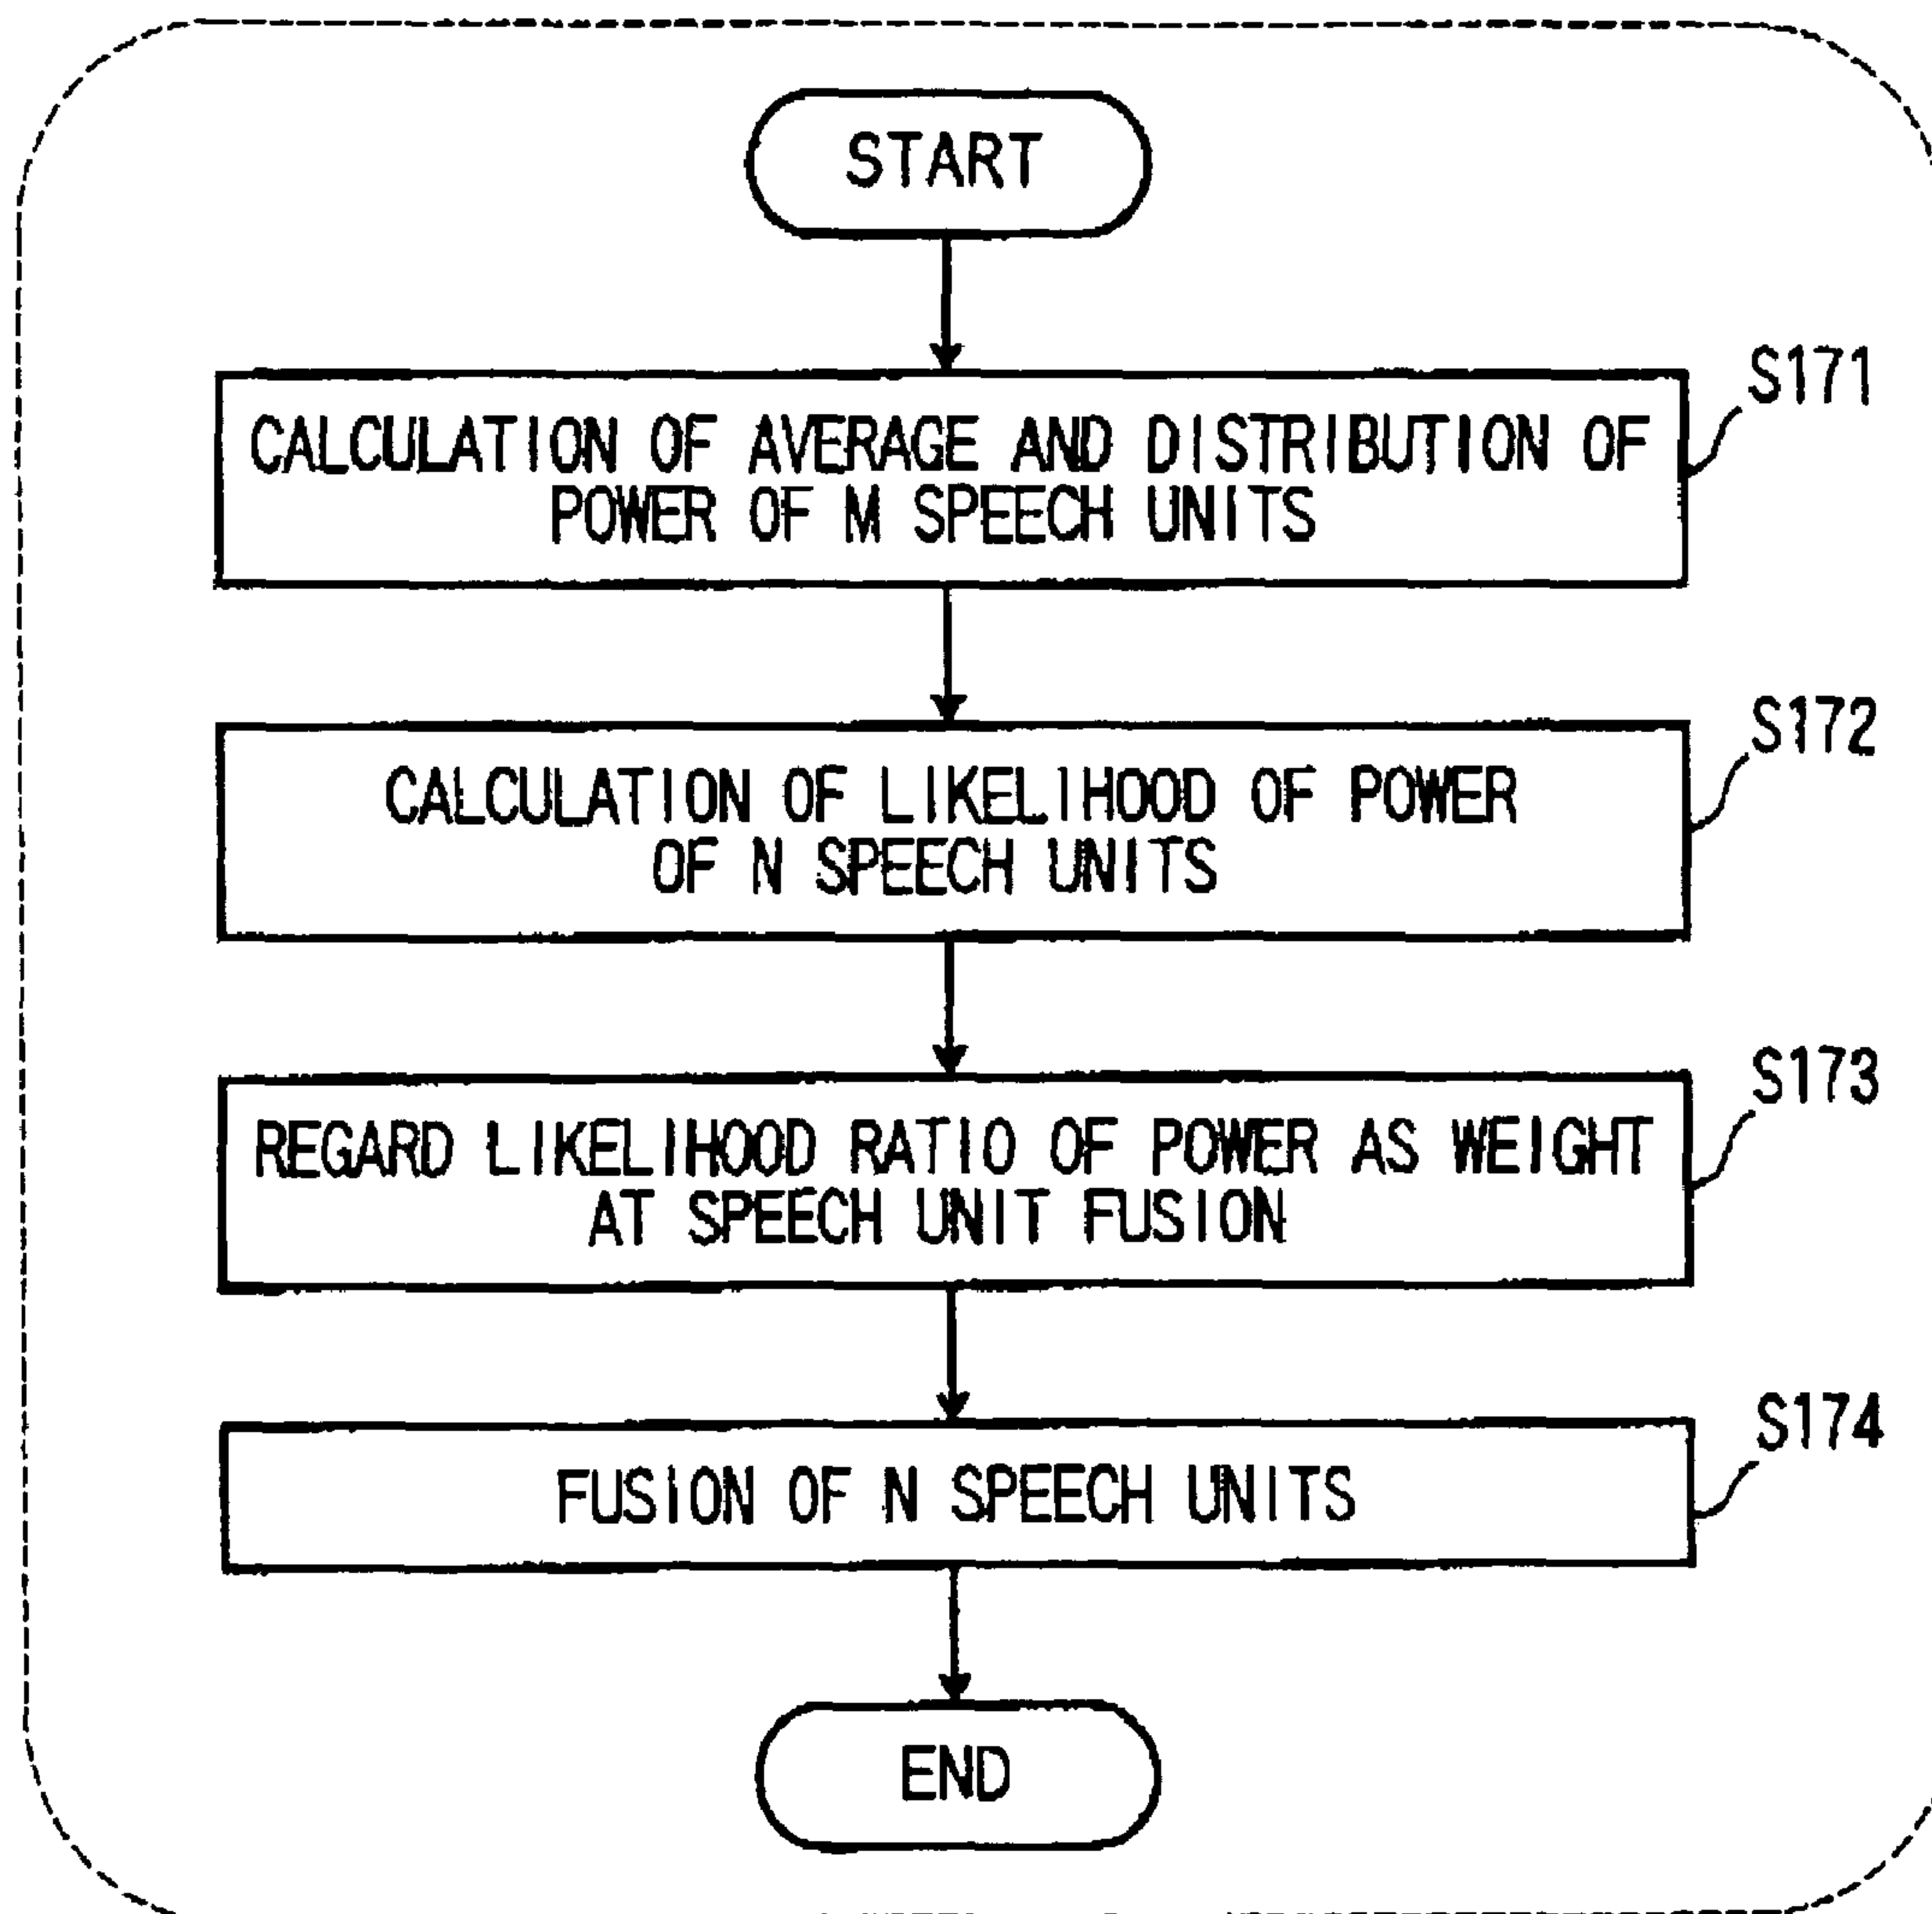 START
S171
CALCULATION OF AVERAGE AND DISTRIBUTION OF
POWER OF M SPEECH UNITS
S172
CALCULATION OF LIKELIHOOD OF POWER
OF N SPEECH UNITS
S173
REGARD LIKELIHOOD RATIO OF POWER AS WEIGHT
AT SPEECH UNIT FUSION
S174
FUSION OF N SPEECH UNITS
END